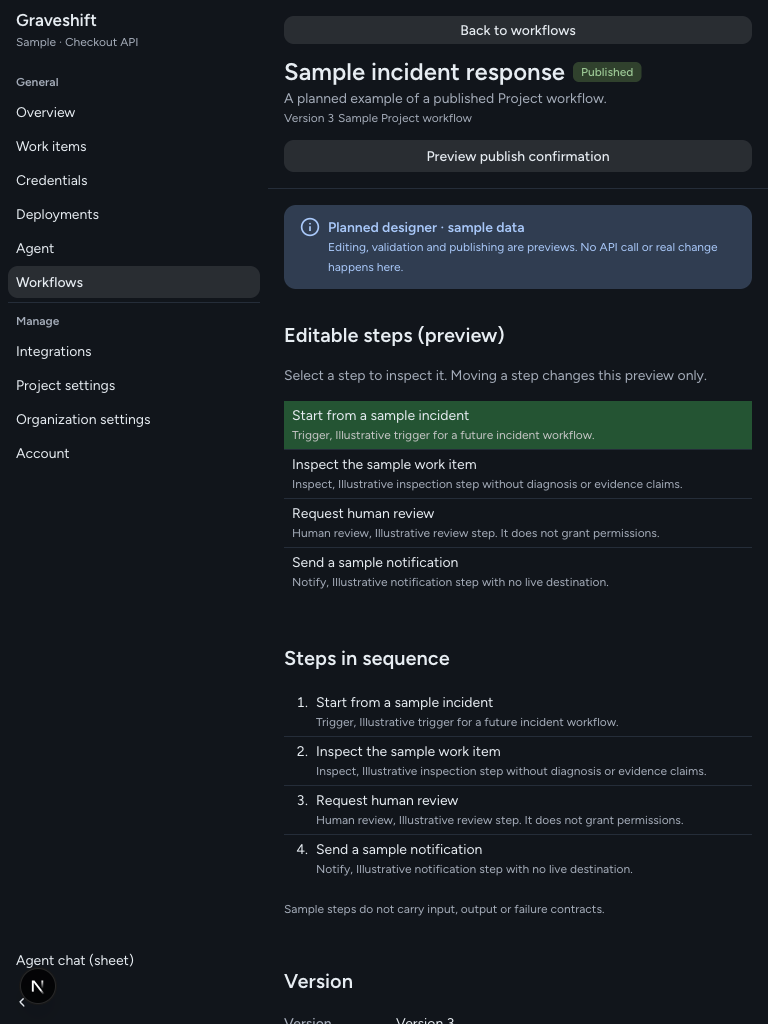 Graveshift
Sample · Checkout API
General
Overview
Work items
Credentials
Deployments
Agent
Workflows
Manage
Integrations
Project settings
Organization settings
Account
Agent chat (sheet)
N
Back to workflows
Sample incident response Published
A planned example of a published Project workflow.
Version 3 Sample Project workflow
Preview publish confirmation
Planned designer · sample data
Editing, validation and publishing are previews. No API call or real change
happens here.
Editable steps (preview)
Select a step to inspect it. Moving a step changes this preview only.
Start from a sample incident
Trigger, Illustrative trigger for a future incident workflow.
Inspect the sample work item
Inspect, Illustrative inspection step without diagnosis or evidence claims.
Request human review
Human review, Illustrative review step. It does not grant permissions.
Send a sample notification
Notify, Illustrative notification step with no live destination.
Steps in sequence
1. Start from a sample incident
Trigger, Illustrative trigger for a future incident workflow.
2. Inspect the sample work item
Inspect, Illustrative inspection step without diagnosis or evidence claims.
3. Request human review
Human review, Illustrative review step. It does not grant permissions.
4. Send a sample notification
Notify, Illustrative notification step with no live destination.
Sample steps do not carry input, output or failure contracts.
Version
Version Version 3